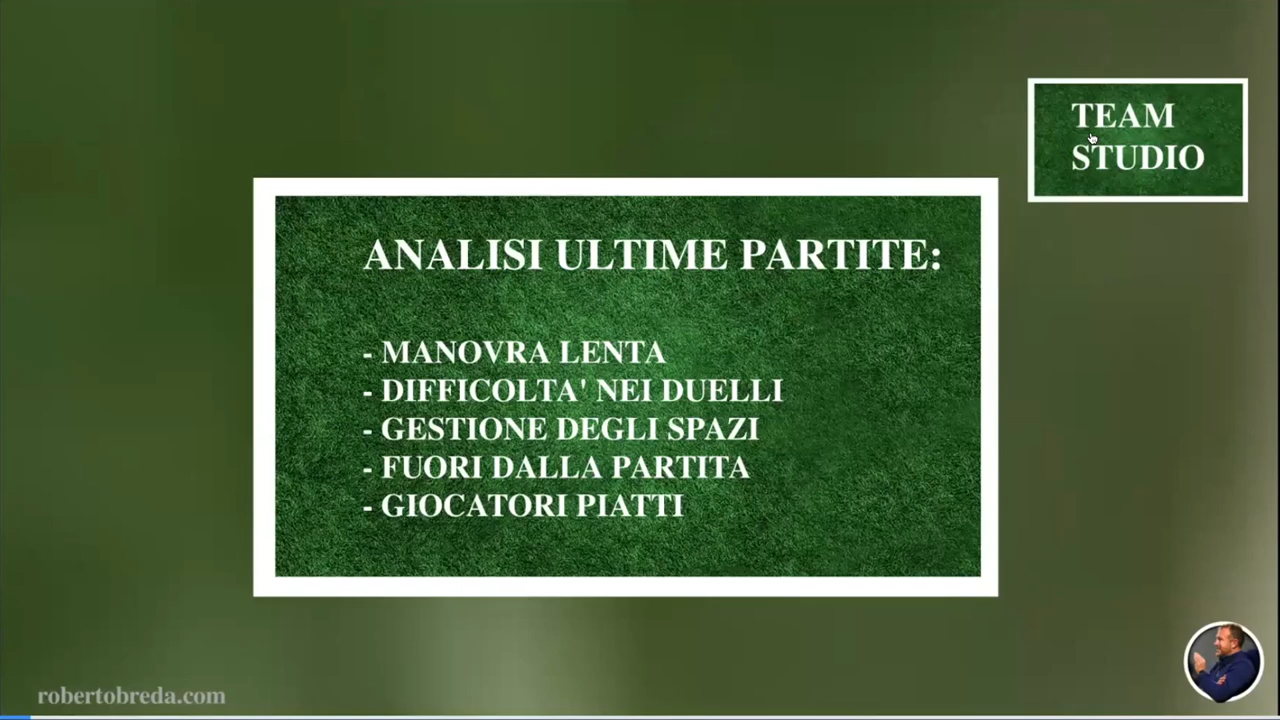 TEAM
STUDIO
ANALISI ULTIME PARTITE:
- MANOVRA LENTA
- DIFFICOLTA' NEI DUELLI
- GESTIONE DEGLI SPAZI
- FUORI DALLA PARTITA
- GIOCATORI PIATTI
robertobreda.com